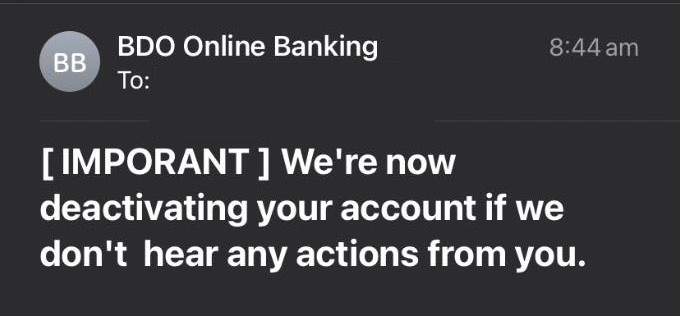 BB
BDO Online Banking
8:44 am
To:
[ IMPORANT ] We're now
deactivating your account if we
don't  hear any actions from you.